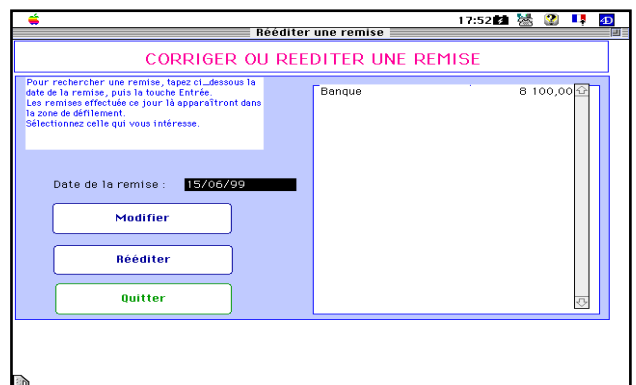 17:52
4D
Rééditer une remise
CORRIGER OU REEDITER UNE REMISE
Pour rechercher une remise, tapez ci_dessous la
date de la remise, puis la touche Entrée.
Les remises effectuée ce jour là apparaîtront dans
la zone de défilement.
Sélectionnez celle qui vous intéresse.
Banque 8 100,00
Date de la remise : 15/06/99
Modifier
Rééditer
Quitter